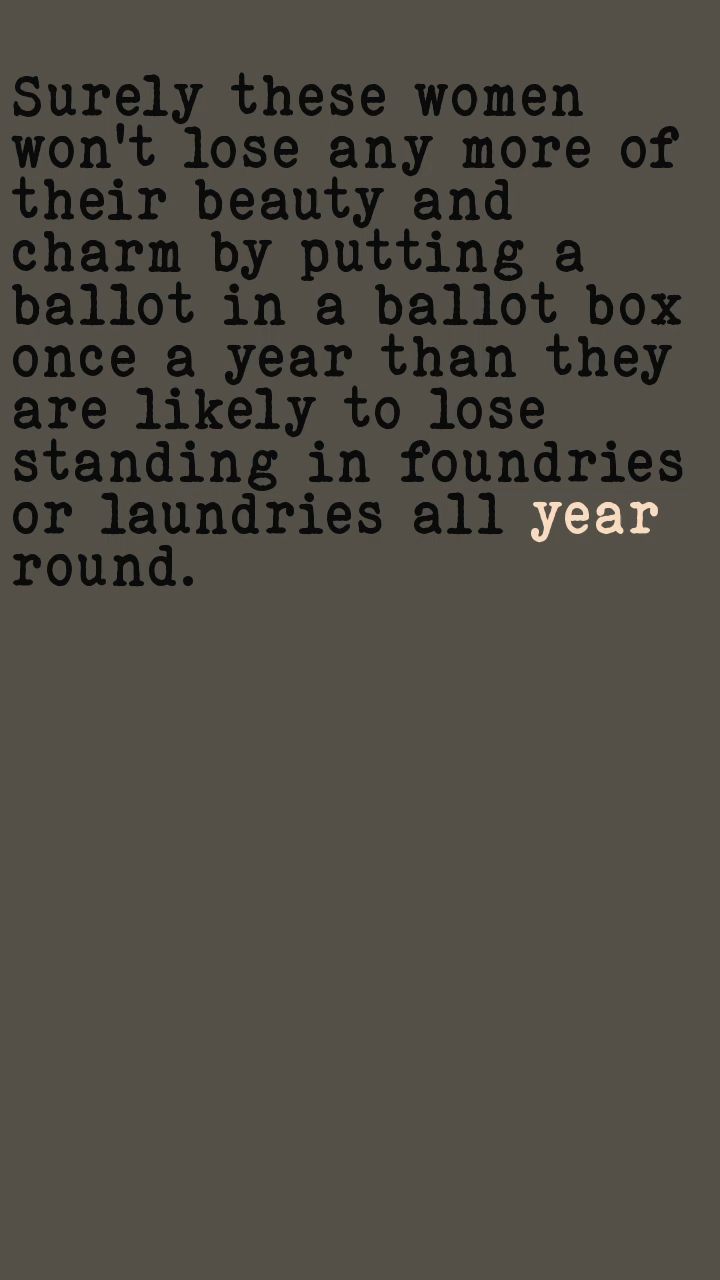 Surely these women
won't lose any more of
their beauty and
charm by putting a
ballot in a ballot box
once a year than they
are likely to lose
standing in foundries
or laundries all year
round.